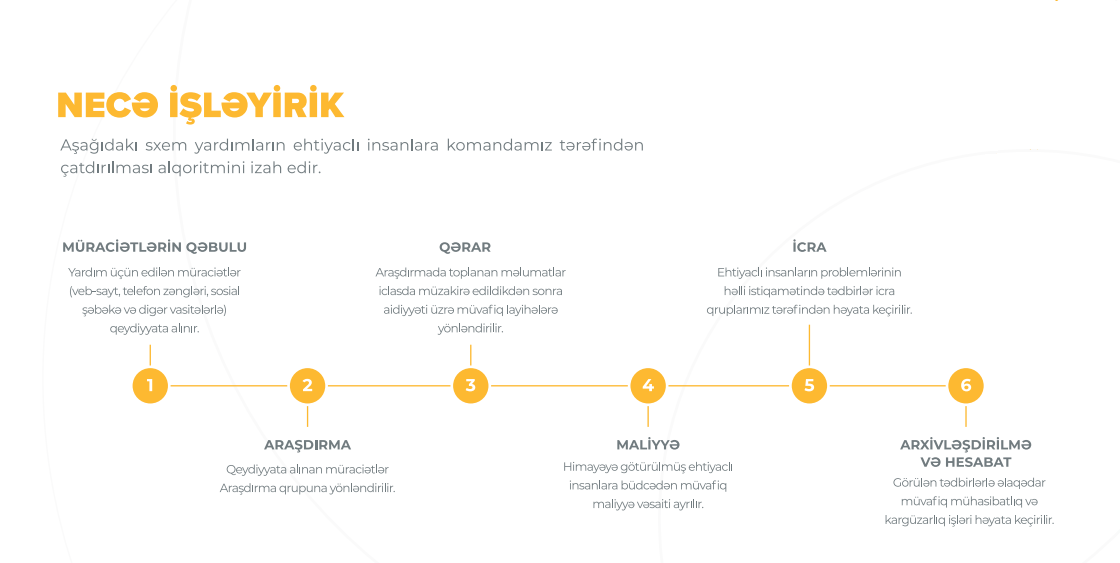 NECƏ İŞLƏYİRİK
Aşağıdakı sxem yardımların ehtiyaclı insanlara komandamız tərəfindən
çatdırılması alqoritmini izah edir.
MÜRACİƏTLƏRİN QƏBULU
Yardım üçün edilən müraciətlər
(veb-sayt, telefon zəngləri, sosial
şəbəkə və digər vasitələrlə)
qeydiyyata alınır.
QƏRAR
Araşdırmada toplanan məlumatlar
iclasda müzakirə edildikdən sonra
aidiyyəti üzrə müvafiq layihələrə
yönləndirilir.
İCRA
Ehtiyaclı insanların problemlərinin
həlli istiqamətində tədbirlər icra
qruplarımız tərəfindən həyata keçirilir.
1
2
3
4
5
6
ARAŞDIRMA
Qeydiyyata alınan müraciətlər
Araşdırma qrupuna yönləndirilir.
MALİYYƏ
Himayəyə götürülmüş ehtiyaclı
insanlara büdcədən müvafiq
maliyyə vəsaiti ayrılır.
ARXİVLƏŞDİRİLMƏ
VƏ HESABAT
Görülən tədbirlərlə əlaqədar
müvafiq mühasibatlıq və
kargüzarlıq işləri həyata keçirilir.